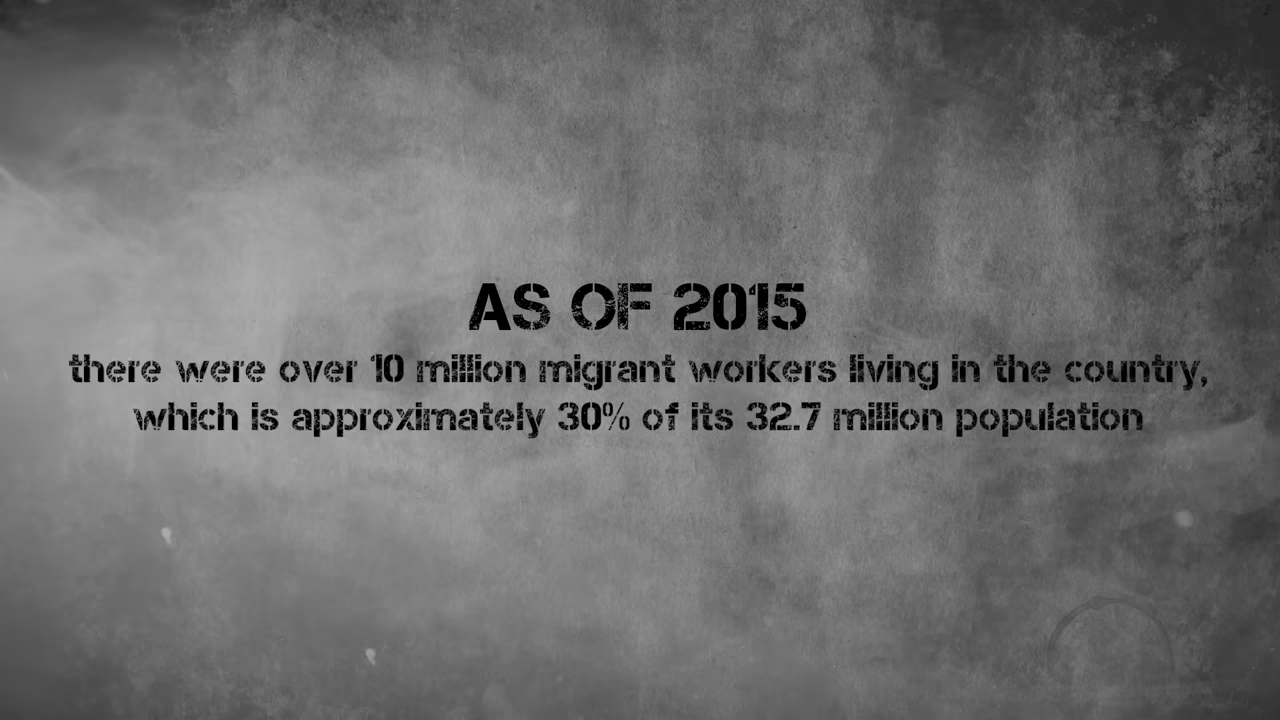 AS OF 2015
there were over 10 million migrant workers living in the country,
which is approximately 30% of its 32.7 million population